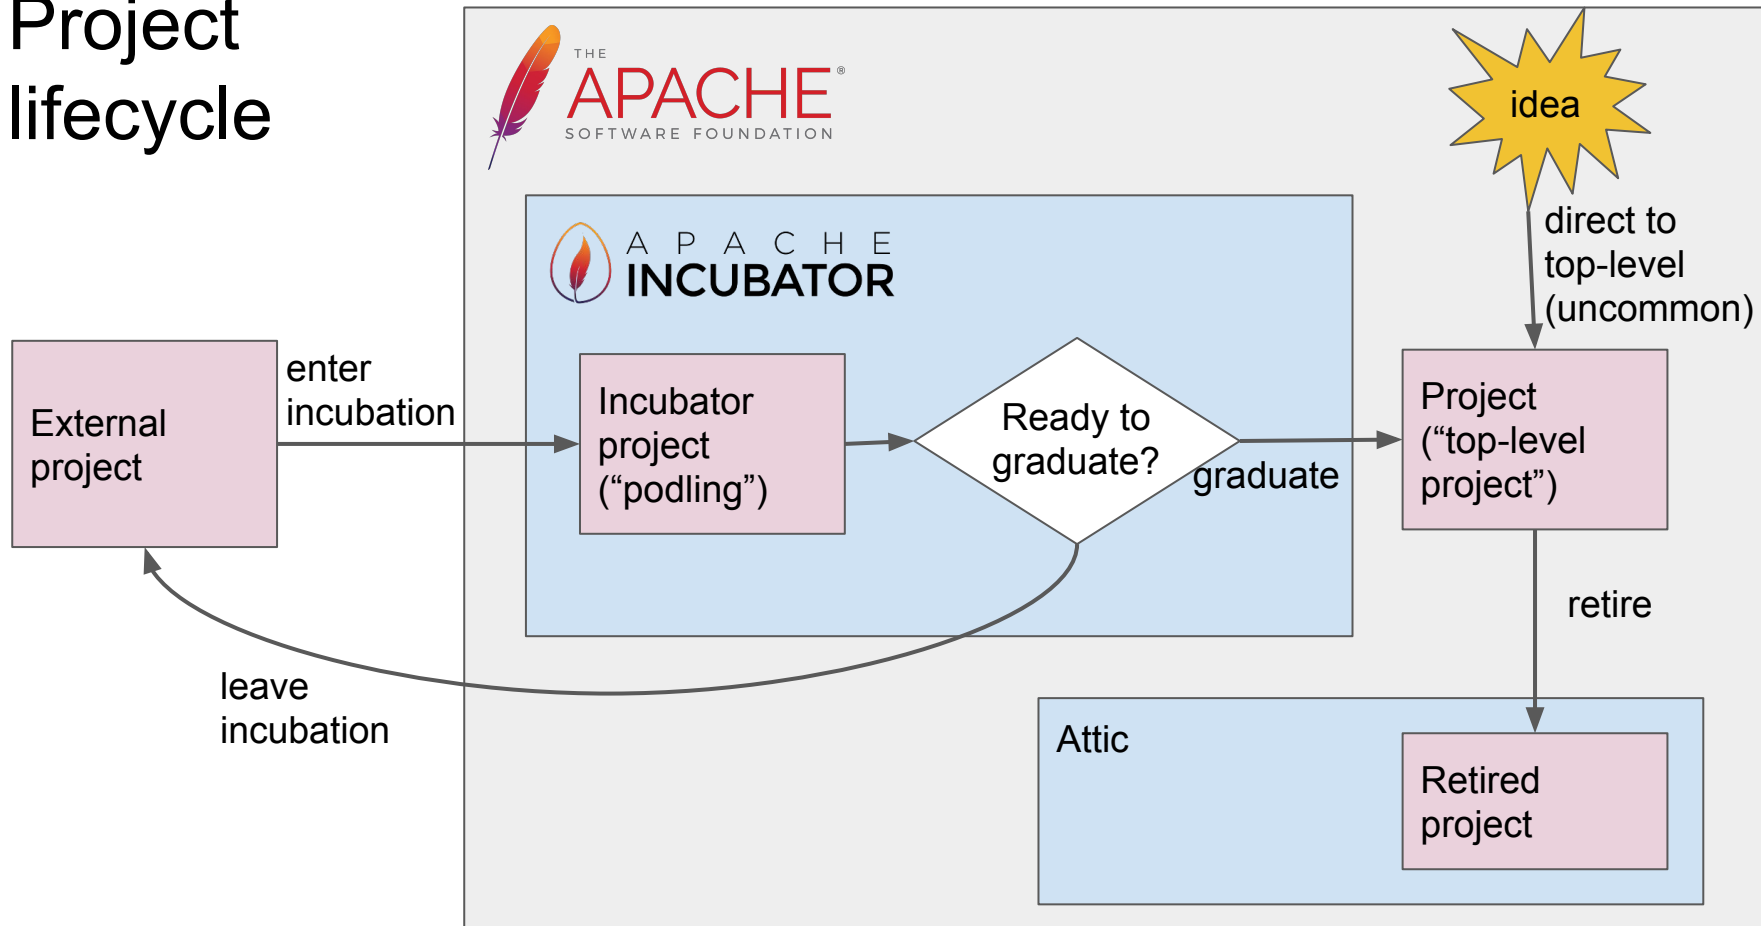 Project
lifecycle
THE
APACHE®
SOFTWARE FOUNDATION
idea
direct to
top-level
(uncommon)
APACHE
INCUBATOR
External
project
enter
incubation
Incubator
project
(“podling”)
Ready to
graduate?
graduate
Project
(“top-level
project”)
retire
leave
incubation
Attic
Retired
project